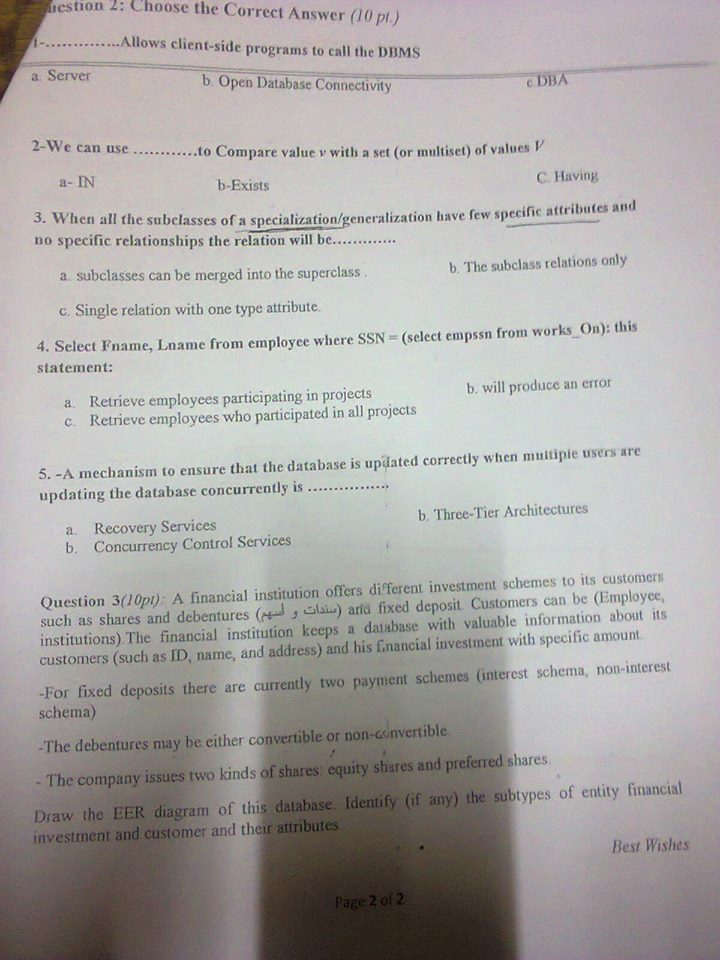 uestion 2: Choose the Correct Answer (10 pt.)
1-..............Allows client-side programs to call the DBMS
a. Server b. Open Database Connectivity c DBA
2-We can use ............to Compare value v with a set (or multiset) of values V
a- IN b-Exists C. Having
3. When all the subclasses of a specialization/generalization have few specific attributes and
no specific relationships the relation will be.............
a. subclasses can be merged into the superclass . b. The subclass relations only
c. Single relation with one type attribute.
4. Select Fname, Lname from employee where SSN = (select empssn from works_On): this
statement:
a. Retrieve employees participating in projects b. will produce an error
c. Retrieve employees who participated in all projects
5. -A mechanism to ensure that the database is updated correctly when multiple users are
updating the database concurrently is ................
a. Recovery Services b. Three-Tier Architectures
b. Concurrency Control Services
Question 3(10pt): A financial institution offers different investment schemes to its customers
such as shares and debentures (سندات و أسهم) and fixed deposit. Customers can be (Employee,
institutions).The financial institution keeps a database with valuable information about its
customers (such as ID, name, and address) and his financial investment with specific amount.
-For fixed deposits there are currently two payment schemes (interest schema, non-interest
schema)
-The debentures may be either convertible or non-convertible.
- The company issues two kinds of shares: equity shares and preferred shares.
Draw the EER diagram of this database. Identify (if any) the subtypes of entity financial
investment and customer and their attributes
Best Wishes
Page 2 of 2